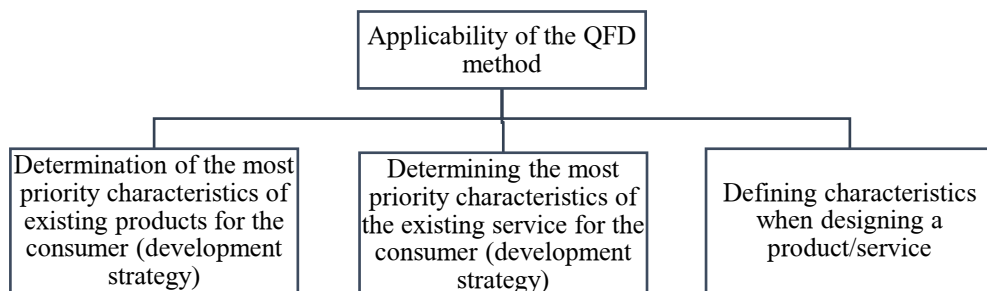 Applicability of the QFD
method
Determination of the most
priority characteristics of
existing products for the
consumer (development
strategy)
Determining the most
priority characteristics of
the existing service for the
consumer (development
strategy)
Defining characteristics
when designing a
product/service